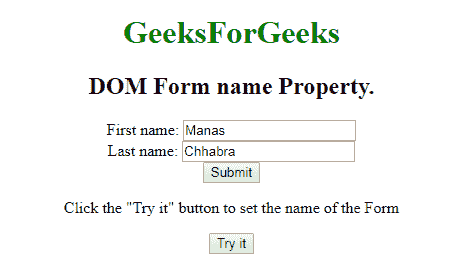 GeeksForGeeks
DOM Form name Property.
First name: Manas
Last name: Chhabra
Submit
Click the "Try it" button to set the name of the Form
Try it